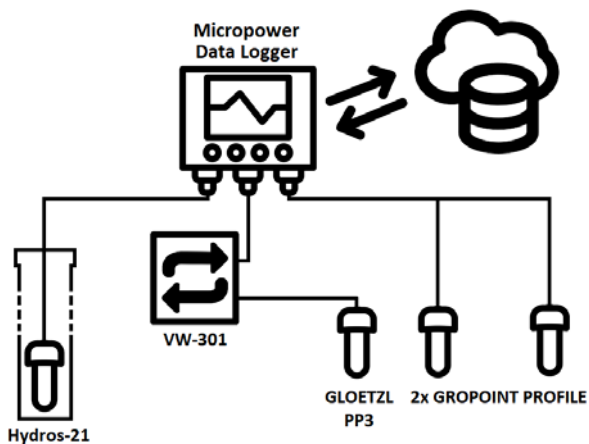 Micropower
Data Logger
VW-301
GLOETZL
PP3
2x GROPOINT PROFILE
Hydros-21